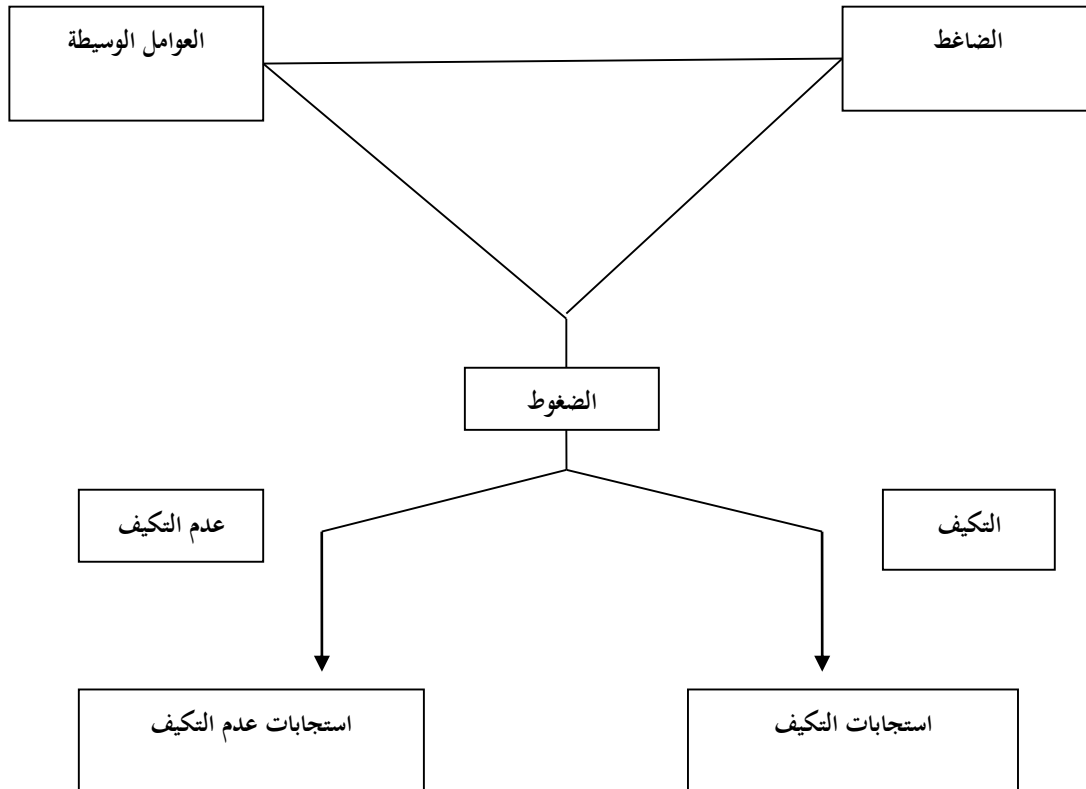 الضاغط
العوامل الوسيطة
الضغوط
التكيف
عدم التكيف
استجابات التكيف
استجابات عدم التكيف